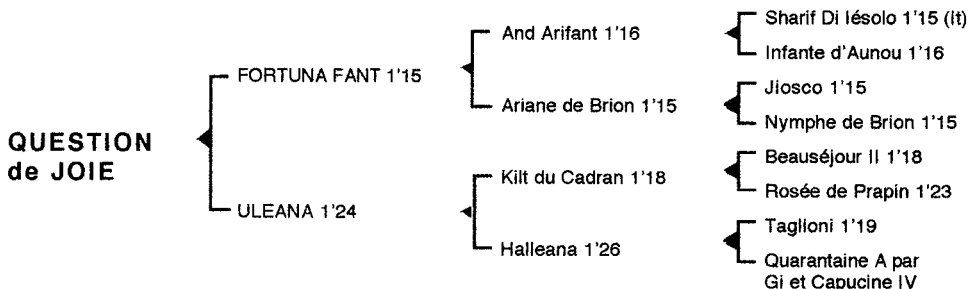 QUESTION
de JOIE
FORTUNA FANT 1'15
ULEANA 1'24
And Arifant 1'16
Ariane de Brion 1'15
Kilt du Cadran 1'18
Halleana 1'26
Sharif Di Iésolo 1'15 (It)
Infante d'Aunou 1'16
Jiosco 1'15
Nymphe de Brion 1'15
Beauséjour II 1'18
Rosée de Prapin 1'23
Taglioni 1'19
Quarantaine A par
Gi et Capucine IV